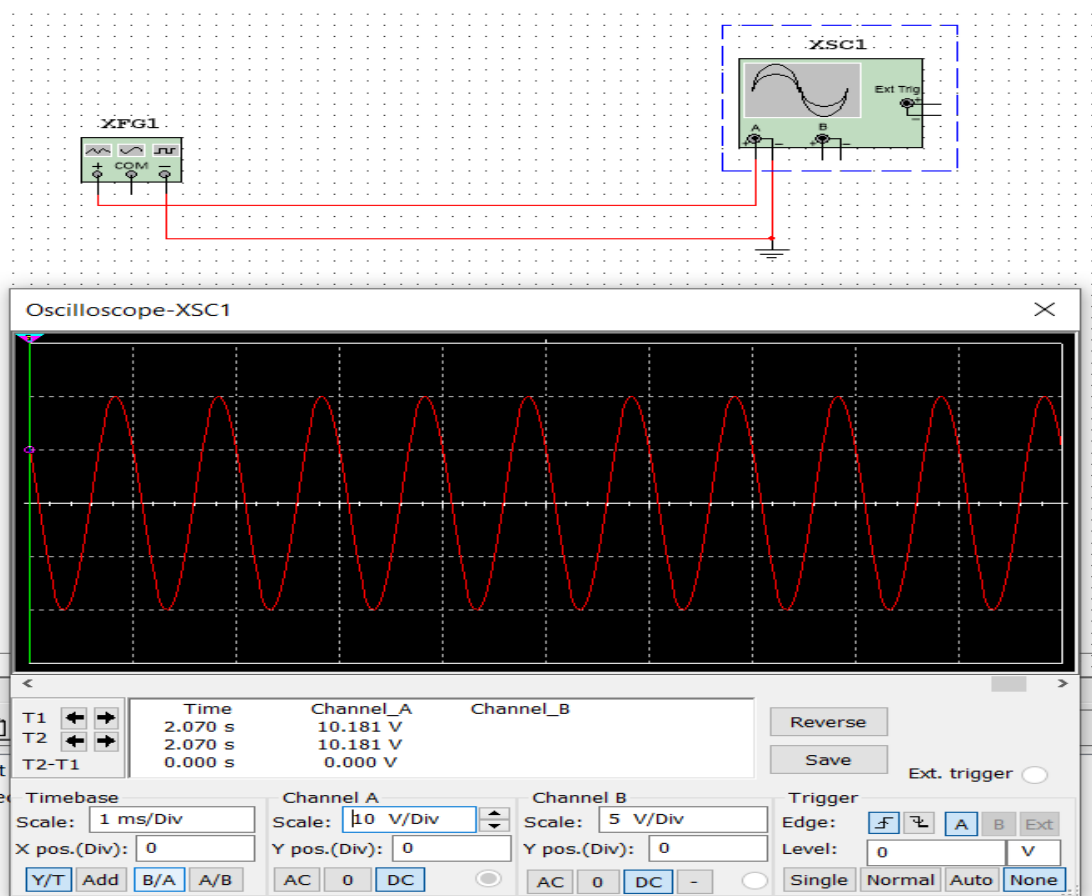 XSC1
Ext Trig
+
-
XFG1
A
B
+ - + -
+ COM -
Oscilloscope-XSC1
Time Channel_A Channel_B
T1 2.070 s 10.181 V
T2 2.070 s 10.181 V
T2-T1 0.000 s 0.000 V
Reverse
Save
Ext. trigger
Timebase Channel A Channel B Trigger
Scale: 1 ms/Div Scale: 10 V/Div Scale: 5 V/Div Edge: A B Ext
X pos.(Div): 0 Y pos.(Div): 0 Y pos.(Div): 0 Level: 0 V
Y/T Add B/A A/B AC 0 DC AC 0 DC - Single Normal Auto None